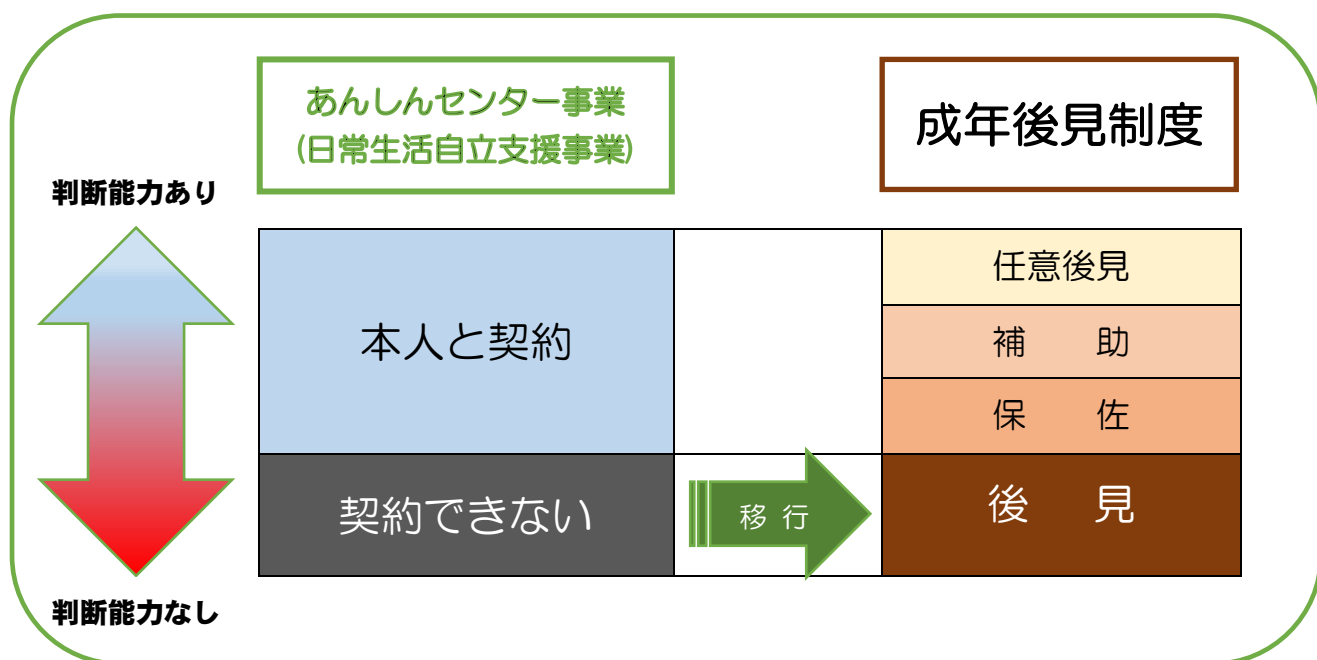 あんしんセンター事業
(日常生活自立支援事業)
成年後見制度
判断能力あり
本人と契約
任意後見
補　助
保　佐
契約できない
移 行
後　見
判断能力なし